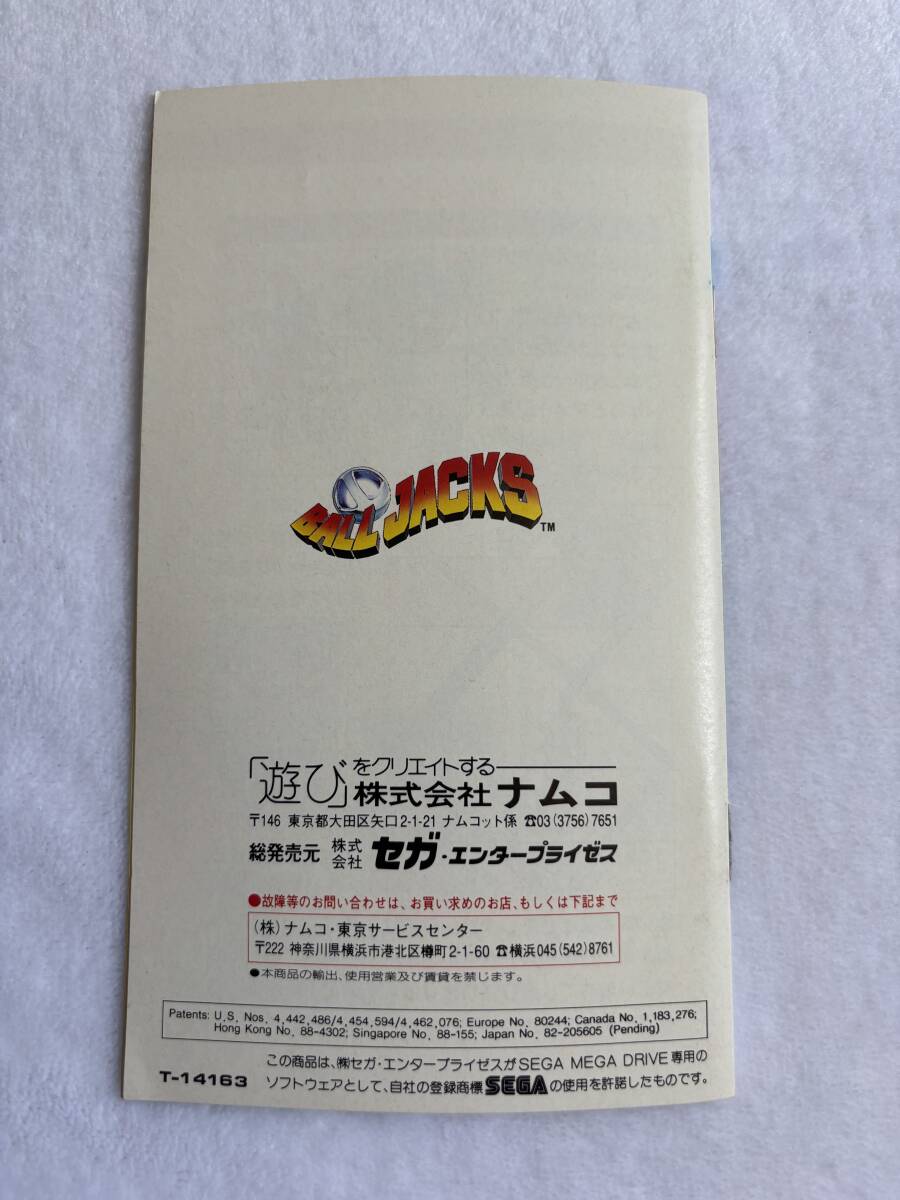 BALL JACKS™
「遊び」をクリエイトする
株式会社 ナムコ
〒146 東京都大田区矢口2-1-21 ナムコット係 ☎03(3756)7651
総発売元 株式会社 セガ・エンタープライゼス
●故障等のお問い合わせは、お買い求めのお店、もしくは下記まで
(株)ナムコ・東京サービスセンター
〒222 神奈川県横浜市港北区樽町2-1-60 ☎横浜045(542)8761
●本商品の輸出、使用営業及び賃貸を禁じます。
Patents: U.S. Nos. 4,442,486/4,454,594/4,462,076; Europe No. 80244; Canada No. 1,183,276;
Hong Kong No. 88-4302; Singapore No. 88-155; Japan No. 82-205605 (Pending)
この商品は、㈱セガ・エンタープライゼスがSEGA MEGA DRIVE専用の
T-14163 ソフトウェアとして、自社の登録商標SEGAの使用を許諾したものです。